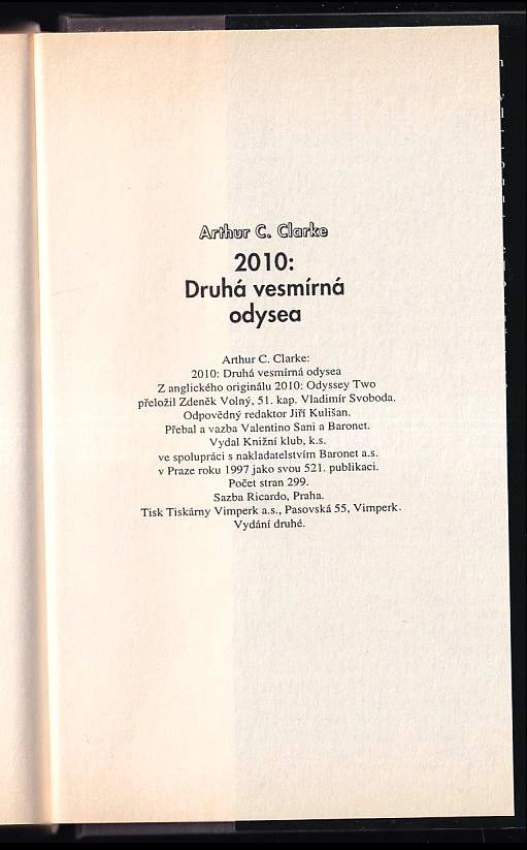 Arthur C. Clarke
2010:
Druhá vesmírná
odysea
Arthur C. Clarke:
2010: Druhá vesmírná odysea
Z anglického originálu 2010: Odyssey Two
přeložil Zdeněk Volný, 51. kap. Vladimír Svoboda.
Odpovědný redaktor Jiří Kulišan.
Přebal a vazba Valentino Sani a Baronet.
Vydal Knižní klub, k.s.
ve spolupráci s nakladatelstvím Baronet a.s.
v Praze roku 1997 jako svou 521. publikaci.
Počet stran 299.
Sazba Ricardo, Praha.
Tisk Tiskárny Vimperk a.s., Pasovská 55, Vimperk.
Vydání druhé.